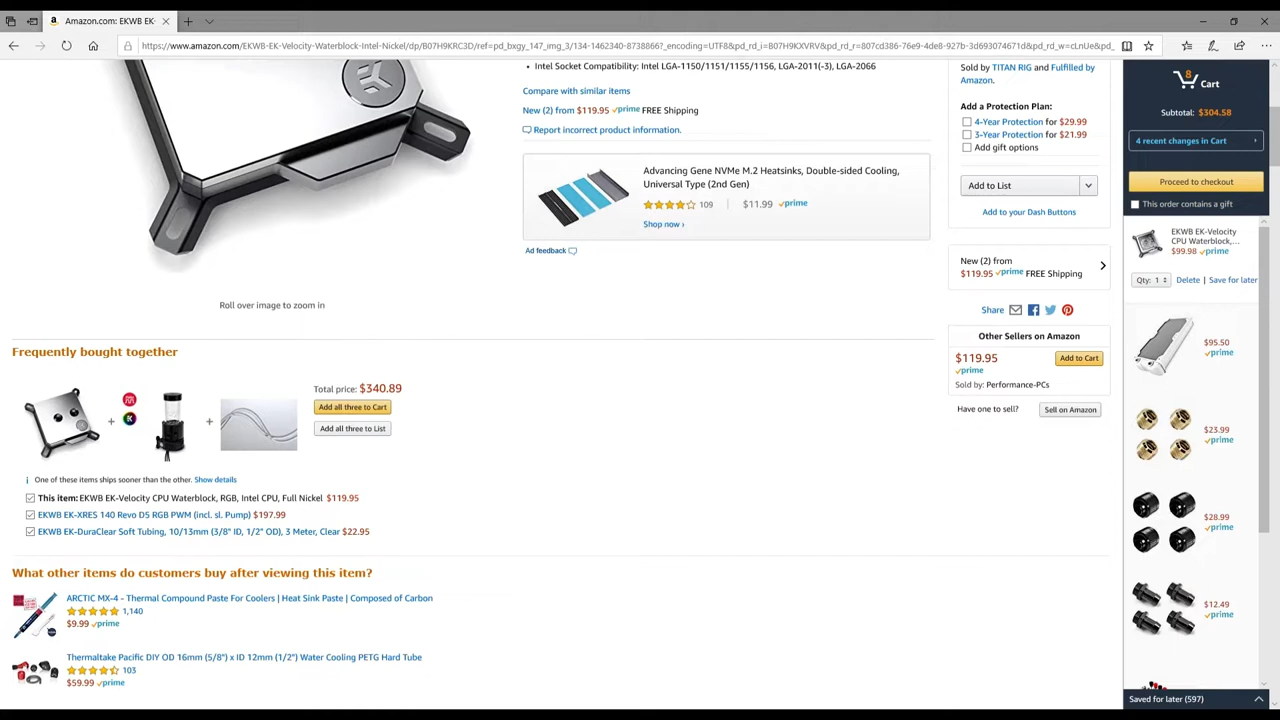 Amazon.com: EKWB EK-
https://www.amazon.com/EKWB-EK-Velocity-Waterblock-Intel-Nickel/dp/B07H9KRC3D/ref=pd_bxgy_147_img_3/134-1462340-8738866?_encoding=UTF8&pd_rd_i=B07H9KXVRV&pd_rd_r=807cd386-76e9-4de8-927b-3d693074671d&pd_rd_w=cLnUe&pd_
• Intel Socket Compatibility: Intel LGA-1150/1151/1155/1156, LGA-2011(-3), LGA-2066
Compare with similar items
New (2) from $119.95 prime FREE Shipping
Report incorrect product information.
Advancing Gene NVMe M.2 Heatsinks, Double-sided Cooling,
Universal Type (2nd Gen)
109 | $11.99 prime
Shop now ›
Ad feedback
Roll over image to zoom in
Sold by TITAN RIG and Fulfilled by
Amazon.
Add a Protection Plan:
4-Year Protection for $29.99
3-Year Protection for $21.99
Add gift options
Add to List
Add to your Dash Buttons
New (2) from
$119.95 prime FREE Shipping
Share
Other Sellers on Amazon
$119.95
Add to Cart
prime
Sold by: Performance-PCs
Have one to sell?
Sell on Amazon
Frequently bought together
Total price: $340.89
Add all three to Cart
Add all three to List
+
+
i One of these items ships sooner than the other. Show details
This item: EKWB EK-Velocity CPU Waterblock, RGB, Intel CPU, Full Nickel $119.95
EKWB EK-XRES 140 Revo D5 RGB PWM (incl. sl. Pump) $197.99
EKWB EK-DuraClear Soft Tubing, 10/13mm (3/8" ID, 1/2" OD), 3 Meter, Clear $22.95
What other items do customers buy after viewing this item?
ARCTIC MX-4 - Thermal Compound Paste For Coolers | Heat Sink Paste | Composed of Carbon
1,140
$9.99 prime
Thermaltake Pacific DIY OD 16mm (5/8") x ID 12mm (1/2") Water Cooling PETG Hard Tube
103
$59.99 prime
8
Cart
Subtotal: $304.58
4 recent changes in Cart
Proceed to checkout
This order contains a gift
EKWB EK-Velocity
CPU Waterblock,...
$99.98 prime
Qty: 1
Delete | Save for later
$95.50
prime
$23.99
prime
$28.99
prime
$12.49
prime
Saved for later (597)